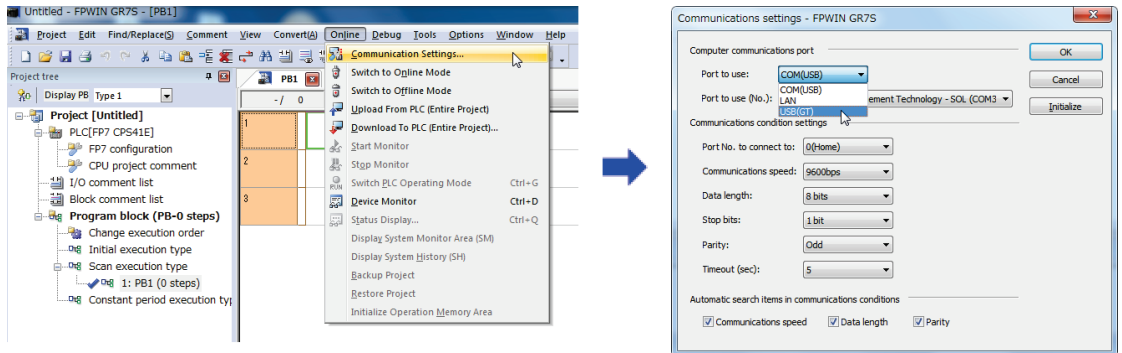 Untitled - FPWIN GR7S - [PB1]
Project Edit Find/Replace(S) Comment View Convert(A) Online Debug Tools Options Window Help
Project tree
Display PB Type 1
Project [Untitled]
PLC[FP7 CPS41E]
FP7 configuration
CPU project comment
I/O comment list
Block comment list
Program block (PB-0 steps)
Change execution order
Initial execution type
Scan execution type
1: PB1 (0 steps)
Constant period execution typ
PB1
-/ 0
1
2
3
Communication Settings...
Switch to Online Mode
Switch to Offline Mode
Upload From PLC (Entire Project)
Download To PLC (Entire Project)...
Start Monitor
Stop Monitor
RUN Switch PLC Operating Mode Ctrl+G
Device Monitor Ctrl+D
Status Display... Ctrl+Q
Display System Monitor Area (SM)
Display System History (SH)
Backup Project
Restore Project
Initialize Operation Memory Area
Communications settings - FPWIN GR7S
Computer communications port
OK
Port to use: COM(USB)
Cancel
COM(USB)
LAN
USB(GT)
Port to use (No.): ement Technology - SOL (COM3
Initialize
Communications condition settings
Port No. to connect to: 0(Home)
Communications speed: 9600bps
Data length: 8 bits
Stop bits: 1 bit
Parity: Odd
Timeout (sec): 5
Automatic search items in communications conditions
Communications speed Data length Parity